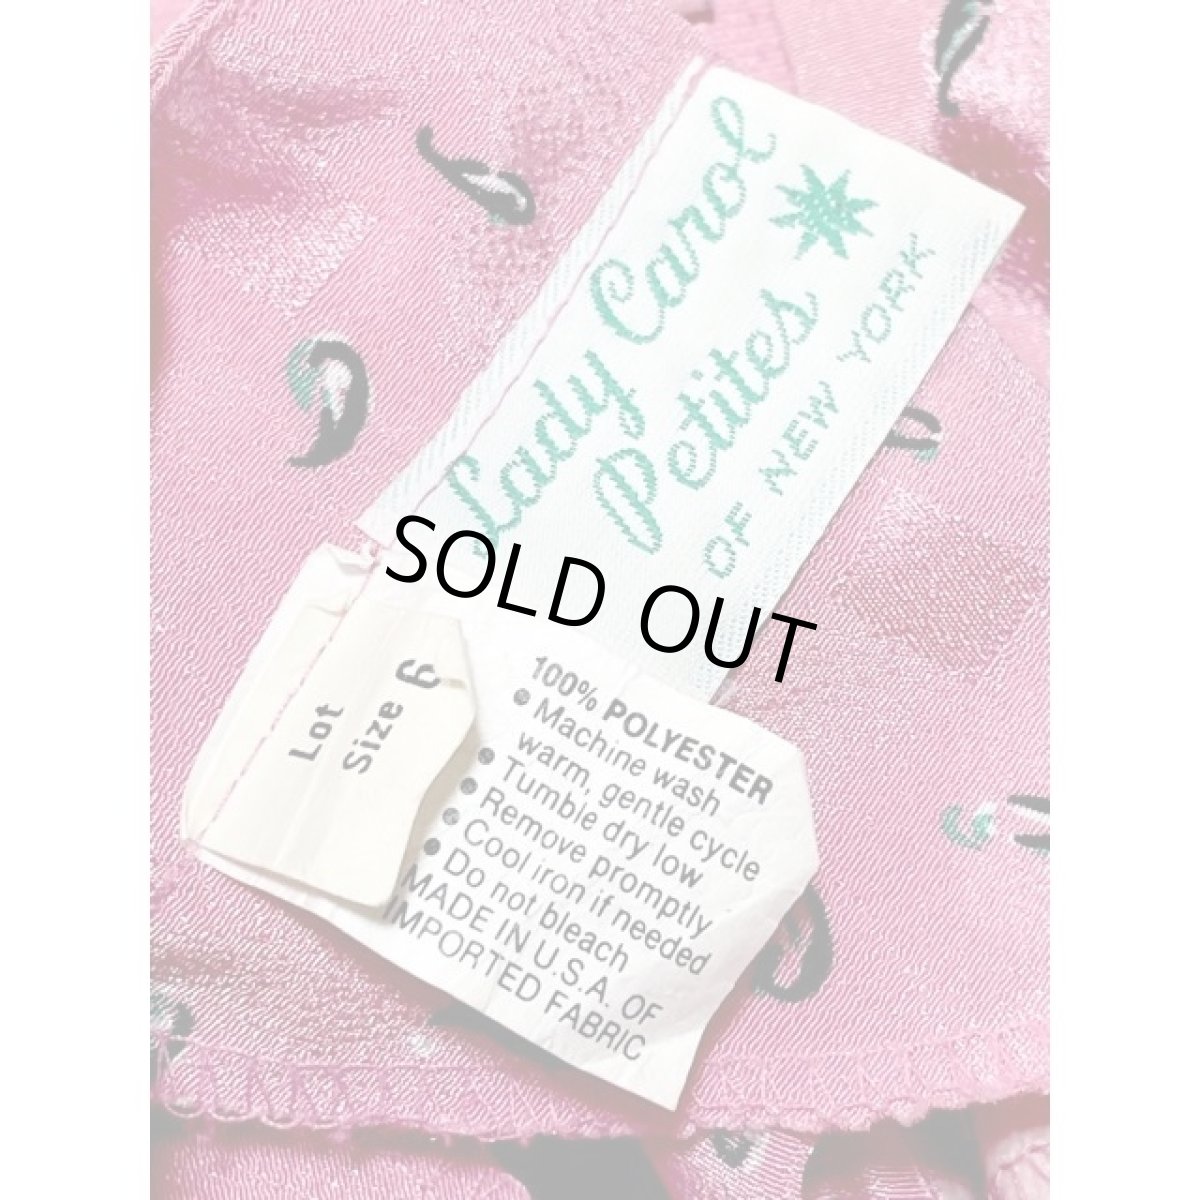 Lady Carol
Petites
OF NEW YORK
SOLD OUT
Lot
Size 6
100% POLYESTER
● Machine wash
warm, gentle cycle
● Tumble dry low
● Remove promptly
● Cool iron if needed
● Do not bleach
MADE IN U.S.A. OF
IMPORTED FABRIC